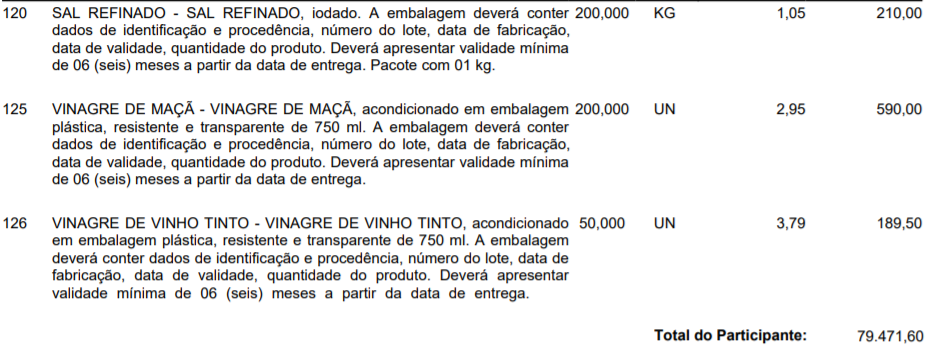 120 SAL REFINADO - SAL REFINADO, iodado. A embalagem deverá conter 200,000 KG 1,05 210,00
dados de identificação e procedência, número do lote, data de fabricação,
data de validade, quantidade do produto. Deverá apresentar validade mínima
de 06 (seis) meses a partir da data de entrega. Pacote com 01 kg.
125 VINAGRE DE MAÇÃ - VINAGRE DE MAÇÃ, acondicionado em embalagem 200,000 UN 2,95 590,00
plástica, resistente e transparente de 750 ml. A embalagem deverá conter
dados de identificação e procedência, número do lote, data de fabricação,
data de validade, quantidade do produto. Deverá apresentar validade mínima
de 06 (seis) meses a partir da data de entrega.
126 VINAGRE DE VINHO TINTO - VINAGRE DE VINHO TINTO, acondicionado 50,000 UN 3,79 189,50
em embalagem plástica, resistente e transparente de 750 ml. A embalagem
deverá conter dados de identificação e procedência, número do lote, data de
fabricação, data de validade, quantidade do produto. Deverá apresentar
validade mínima de 06 (seis) meses a partir da data de entrega.
Total do Participante: 79.471,60